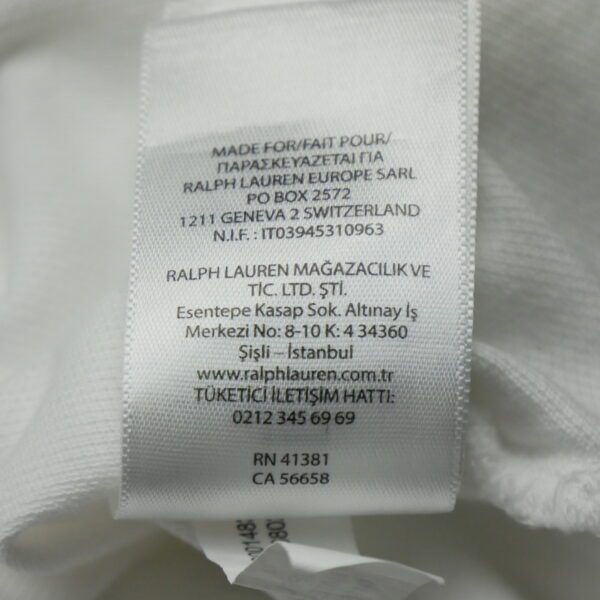 MADE FOR/FAIT POUR/
ΠΑΡΑΣΚΕΥΑΖΕΤΑΙ ΓΙΑ
RALPH LAUREN EUROPE SARL
PO BOX 2572
1211 GENEVA 2 SWITZERLAND
N.I.F. : IT03945310963
RALPH LAUREN MAĞAZACILIK VE
TİC. LTD. ŞTİ.
Esentepe Kasap Sok. Altınay İş
Merkezi No: 8-10 K: 4 34360
Şişli – İstanbul
www.ralphlauren.com.tr
TÜKETİCİ İLETİŞİM HATTI:
0212 345 69 69
RN 41381
CA 56658